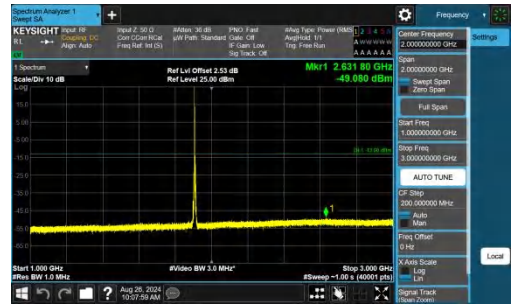 Spectrum Analyzer 1
Swept SA
Frequency
KEYSIGHT
Input: RF
Coupling: DC
Align: Auto
Input Z: 50 Ω
Corr CCorr RCal
Freq Ref: Int (S)
#Atten: 36 dB
µW Path: Standard
PNO: Fast
Gate: Off
IF Gain: Low
Sig Track: Off
#Avg Type: Power (RMS
Avg|Hold: 1/1
Trig: Free Run
1 Spectrum
Scale/Div 10 dB
Log
Ref Lvl Offset 2.53 dB
Ref Level 25.00 dBm
Mkr1 2.631 80 GHz
-49.080 dBm
15.0
5.00
-5.00
-15.0
-25.0
-35.0
-45.0
-55.0
-65.0
1
Start 1.000 GHz
#Res BW 1.0 MHz
#Video BW 3.0 MHz*
Stop 3.000 GHz
#Sweep ~1.00 s (40001 pts)
Aug 26, 2024
10:07:59 AM
Center Frequency
2.000000000 GHz
Settings
Span
2.00000000 GHz
Swept Span
Zero Span
Full Span
Start Freq
1.000000000 GHz
Stop Freq
3.000000000 GHz
AUTO TUNE
CF Step
200.000000 MHz
Auto
Man
Freq Offset
0 Hz
X Axis Scale
Log
Lin
Local
Signal Track
(Span Zoom)